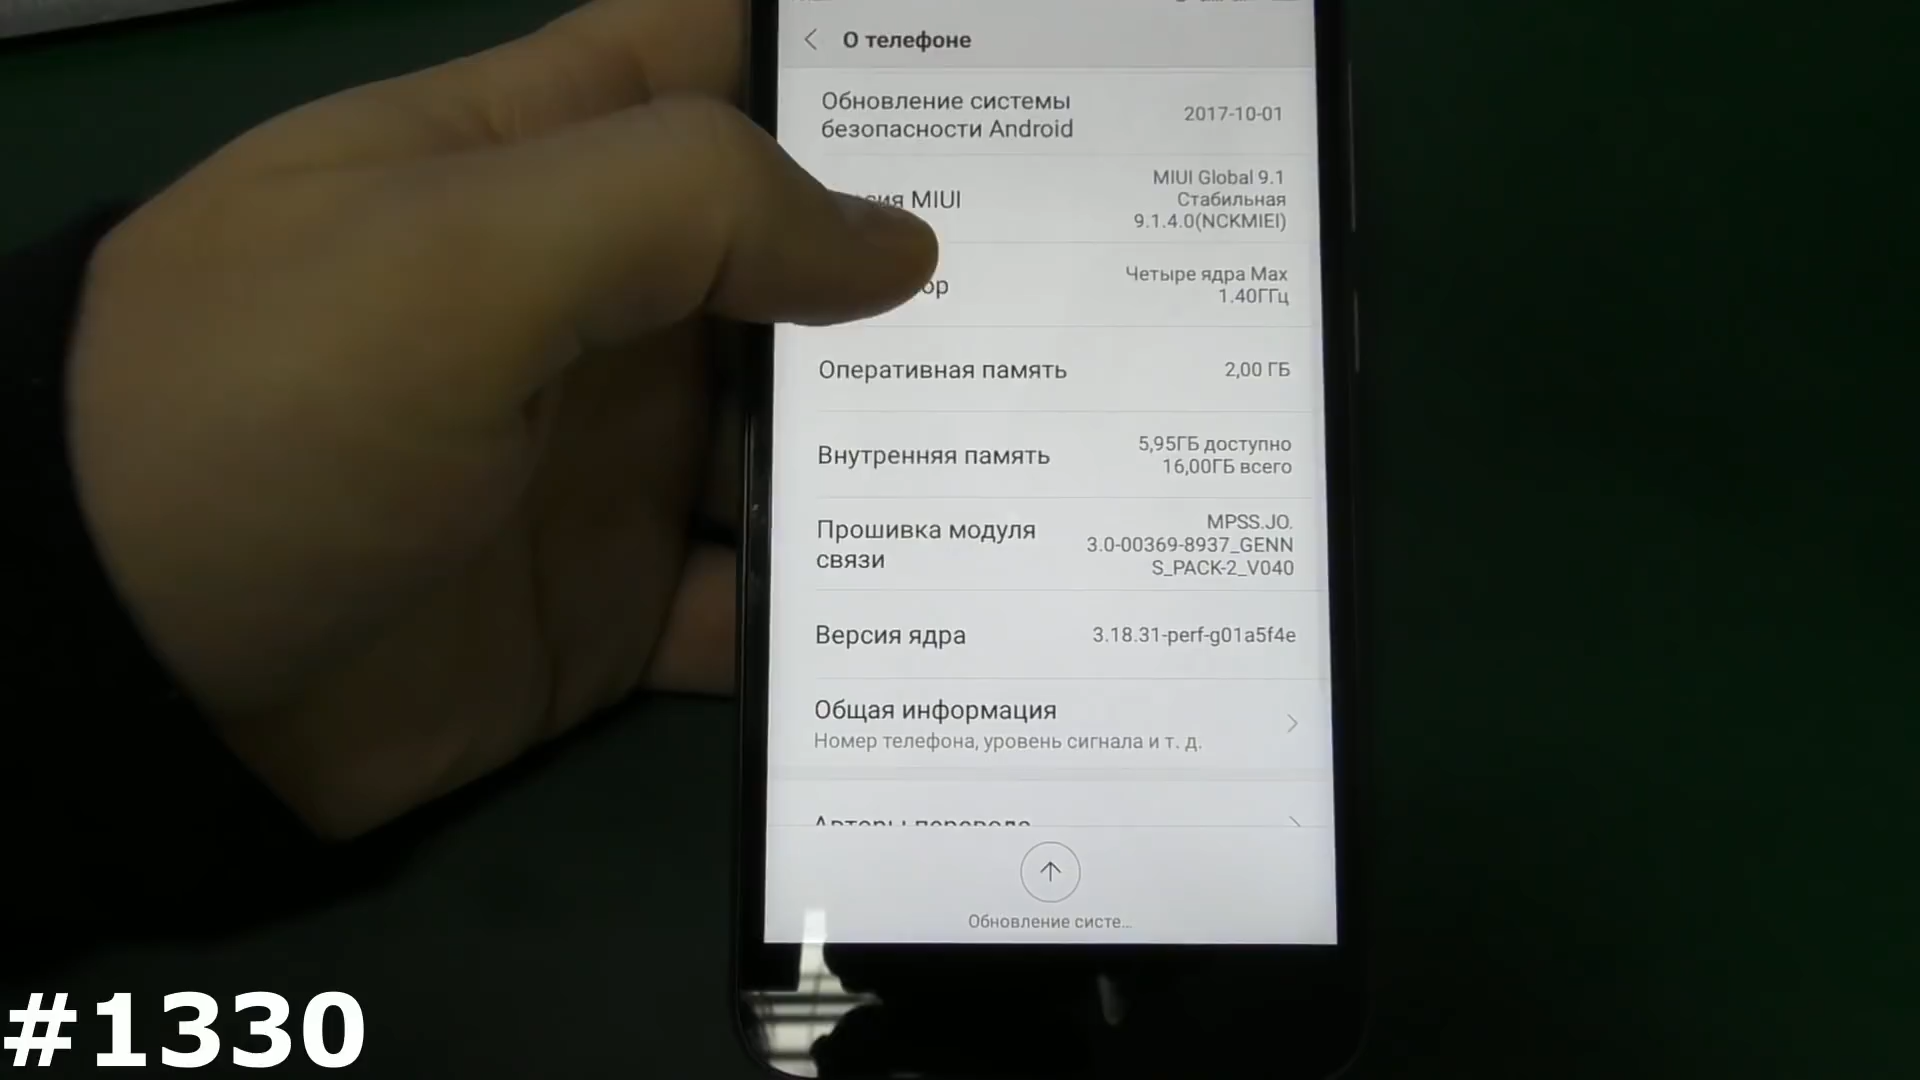 О телефоне
Обновление системы
безопасности Android
2017-10-01
MIUI
MIUI Global 9.1
Стабильная
9.1.4.0(NCKMIEI)
Четыре ядра Max
1.40ГГц
Оперативная память
2,00 ГБ
Внутренняя память
5,95ГБ доступно
16,00ГБ всего
Прошивка модуля
связи
MPSS.JO.
3.0-00369-8937_GENN
S_PACK-2_V040
Версия ядра
3.18.31-perf-g01a5f4e
Общая информация
Номер телефона, уровень сигнала и т. д.
Обновление систе...
#1330